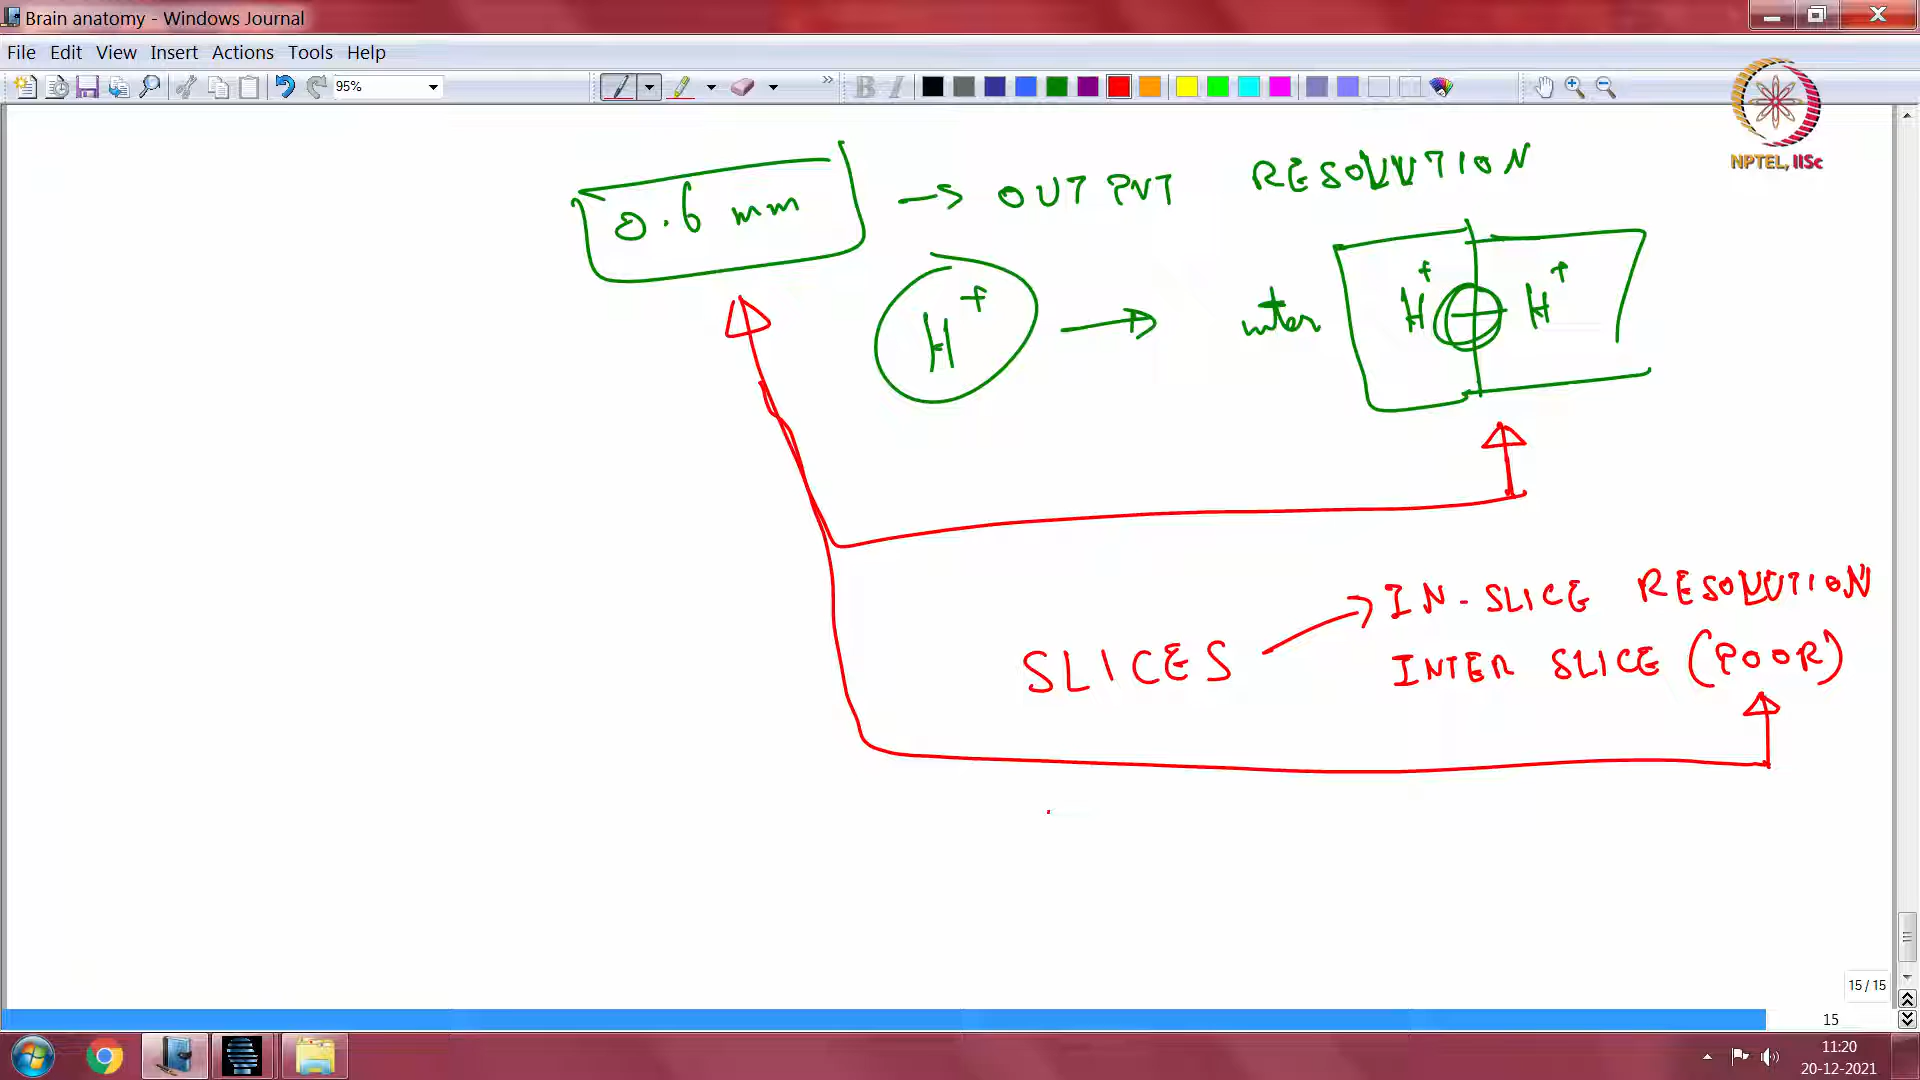 Brain anatomy - Windows Journal
File Edit View Insert Actions Tools Help
95%
NPTEL, IISc
0.6 mm → OUTPUT RESOLUTION
H+ → inter H+ H+
SLICES → IN-SLICE RESOLUTION
INTER SLICE (POOR)
15 / 15
15
11:20
20-12-2021